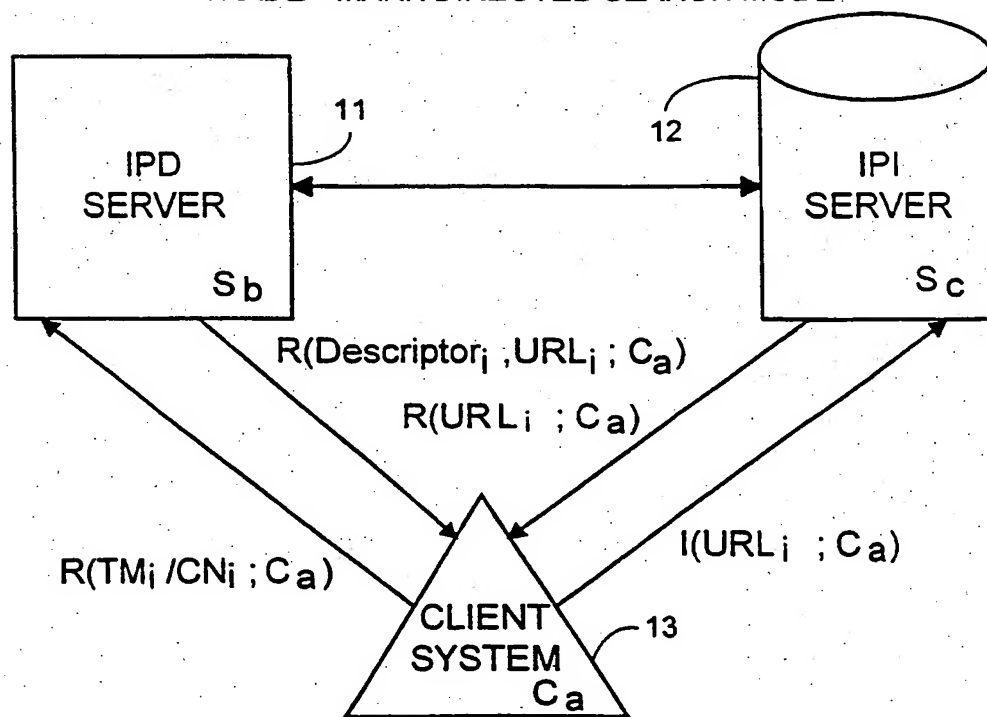 11
12
IPD
SERVER
Sb
IPI
SERVER
Sc
R(Descriptori ,URLi ; Ca)
R(URLi ; Ca)
R(TMi /CNi ; Ca)
I(URLi ; Ca)
CLIENT
SYSTEM
Ca
13